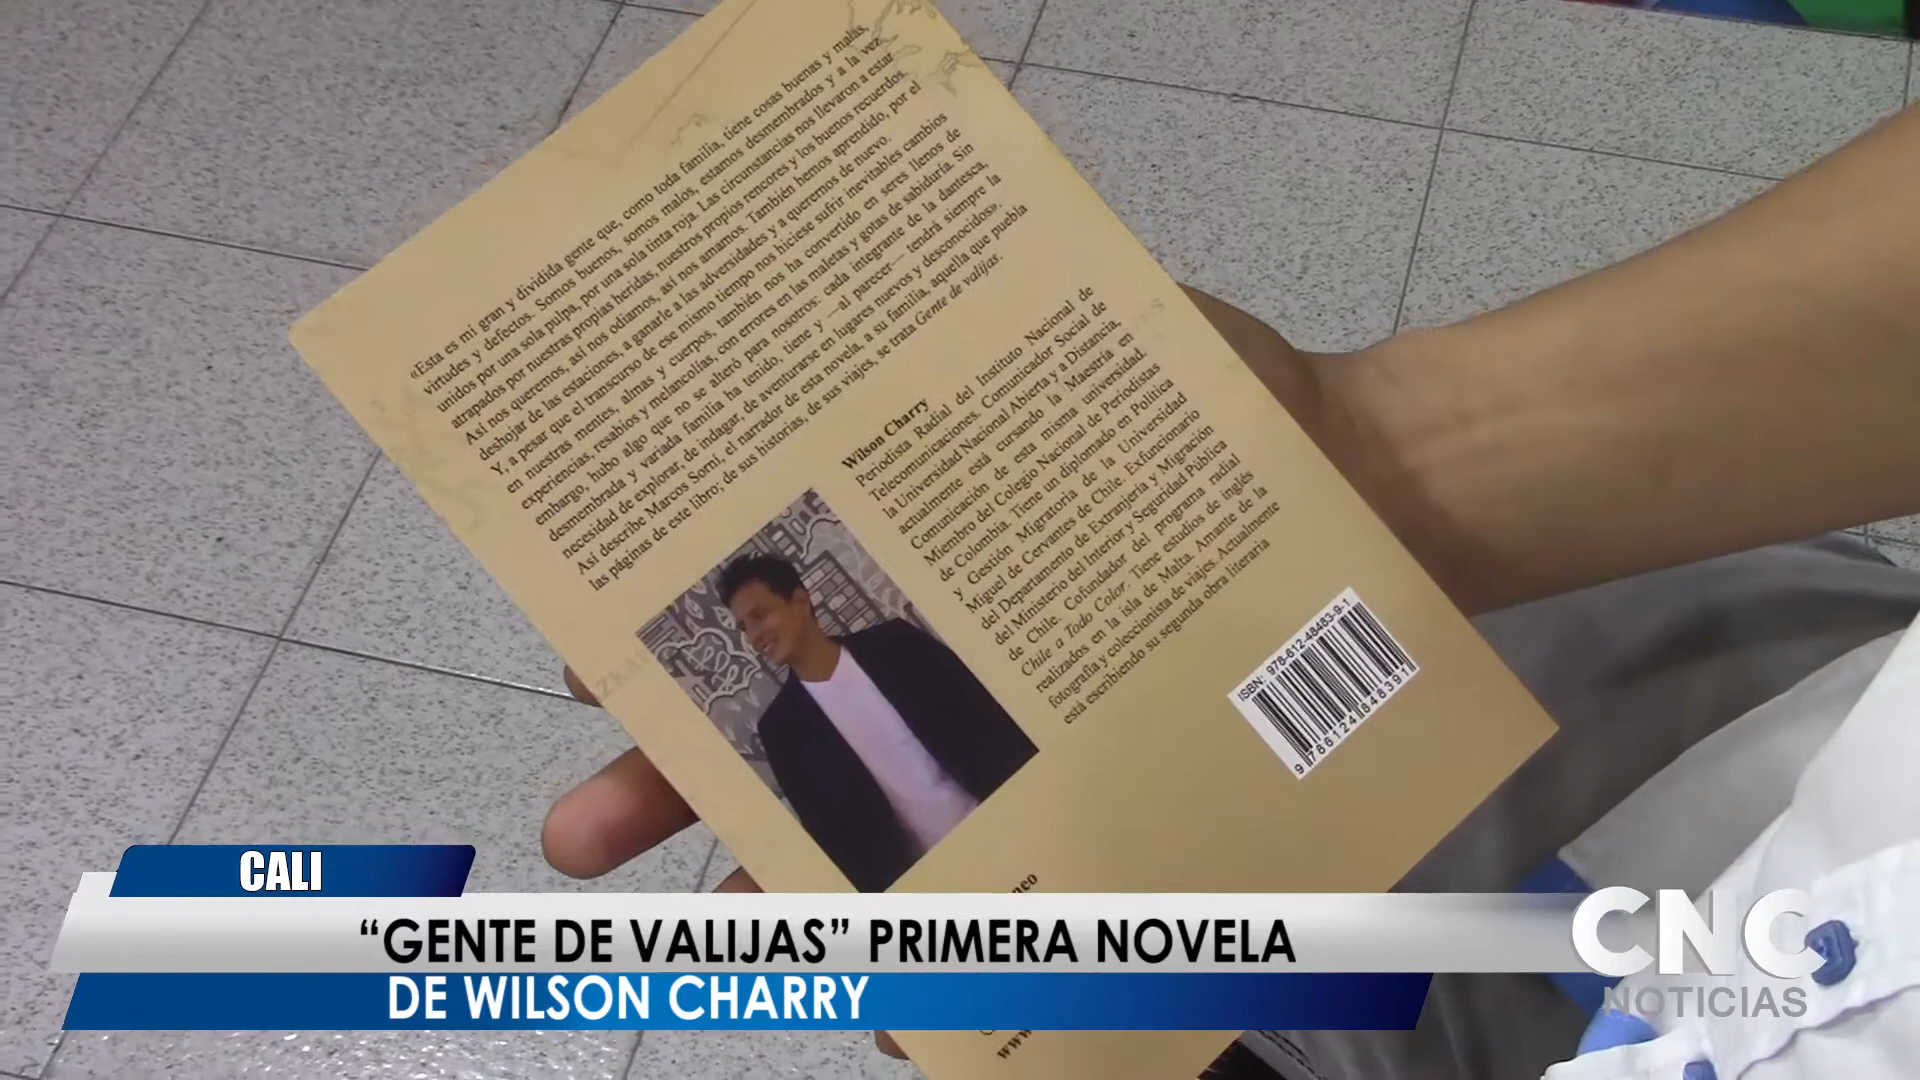 «Esta es mi gran y dividida gente que, como toda familia, tiene cosas buenas y malas,
virtudes y defectos. Somos buenos, somos malos, estamos desmembrados y a la vez
unidos por una sola pulpa, por una sola tinta roja. Las circunstancias nos llevaron a estar
atrapados por nuestras propias heridas, nuestros propios rencores y los buenos recuerdos.
Así nos queremos, así nos odiamos, así nos amamos. También hemos aprendido, por el
deshojar de las estaciones, a ganarle a las adversidades y a querernos de nuevo.
Y, a pesar que el transcurso de ese mismo tiempo nos hiciese sufrir inevitables cambios
en nuestras mentes, almas y cuerpos, también nos ha convertido en seres llenos de
experiencias, resabios y melancolías, con errores en las maletas y gotas de sabiduría. Sin
embargo, hubo algo que no se alteró para nosotros: cada integrante de la dantesca,
desmembrada y variada familia ha tenido, tiene y —al parecer— tendrá siempre la
necesidad de explorar, de indagar, de aventurarse en lugares nuevos y desconocidos».
Así describe Marcos Sorní, el narrador de esta novela, a su familia, aquella que puebla
las páginas de este libro; de sus historias, de sus viajes, se trata Gente de valijas.
Wilson Charry
Periodista Radial del Instituto Nacional de
Telecomunicaciones. Comunicador Social de
la Universidad Nacional Abierta y a Distancia,
actualmente está cursando la Maestría en
Comunicación de esta misma universidad.
Miembro del Colegio Nacional de Periodistas
de Colombia. Tiene un diplomado en Política
y Gestión Migratoria de la Universidad
Miguel de Cervantes de Chile. Exfuncionario
del Departamento de Extranjería y Migración
del Ministerio del Interior y Seguridad Pública
de Chile. Cofundador del programa radial
Chile a Todo Color. Tiene estudios de inglés
realizados en la isla de Malta. Amante de la
fotografía y coleccionista de viajes. Actualmente
está escribiendo su segunda obra literaria
ISBN: 978-612-48483-9-1
9 786124 848391
CALI
“GENTE DE VALIJAS” PRIMERA NOVELA
DE WILSON CHARRY
CNC
NOTICIAS